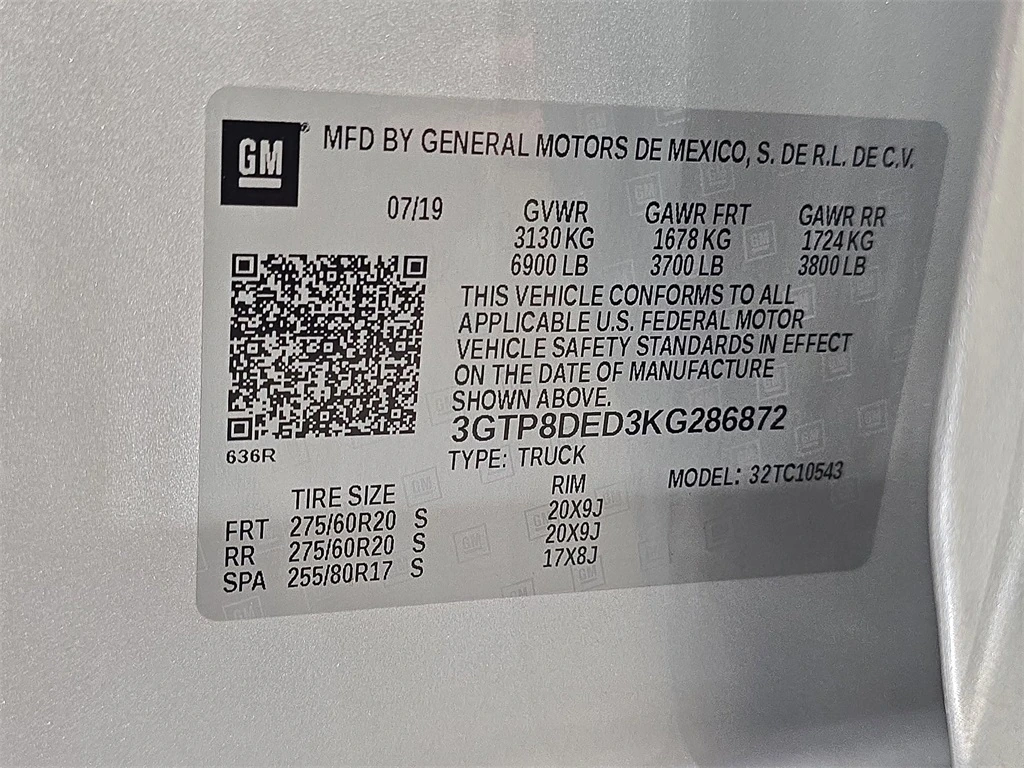 GM
MFD BY GENERAL MOTORS DE MEXICO, S. DE R.L. DE C.V.
07/19 GVWR GAWR FRT GAWR RR
3130 KG 1678 KG 1724 KG
6900 LB 3700 LB 3800 LB
THIS VEHICLE CONFORMS TO ALL
APPLICABLE U.S. FEDERAL MOTOR
VEHICLE SAFETY STANDARDS IN EFFECT
ON THE DATE OF MANUFACTURE
SHOWN ABOVE.
3GTP8DED3KG286872
636R
TYPE: TRUCK MODEL: 32TC10543
TIRE SIZE RIM
FRT 275/60R20 S 20X9J
RR 275/60R20 S 20X9J
SPA 255/80R17 S 17X8J